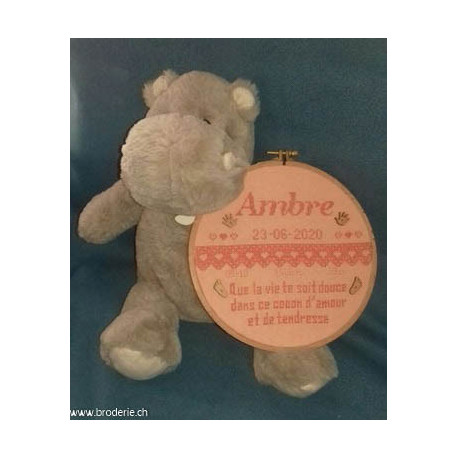 Ambre
23-06-2020
Que la vie te soit douce
dans ce cocon d'amour
et de tendresse
www.broderie.ch